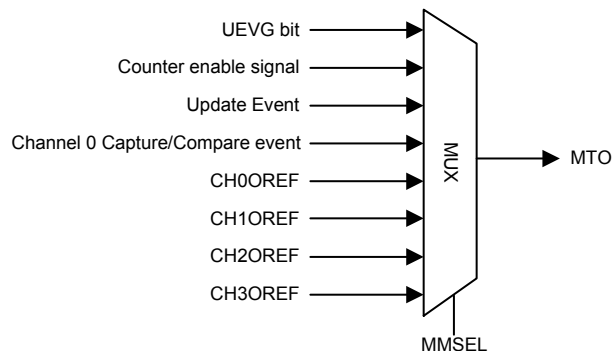 UEVG bit
Counter enable signal
Update Event
Channel 0 Capture/Compare event
CH0OREF
CH1OREF
CH2OREF
CH3OREF
MUX
MTO
MMSEL